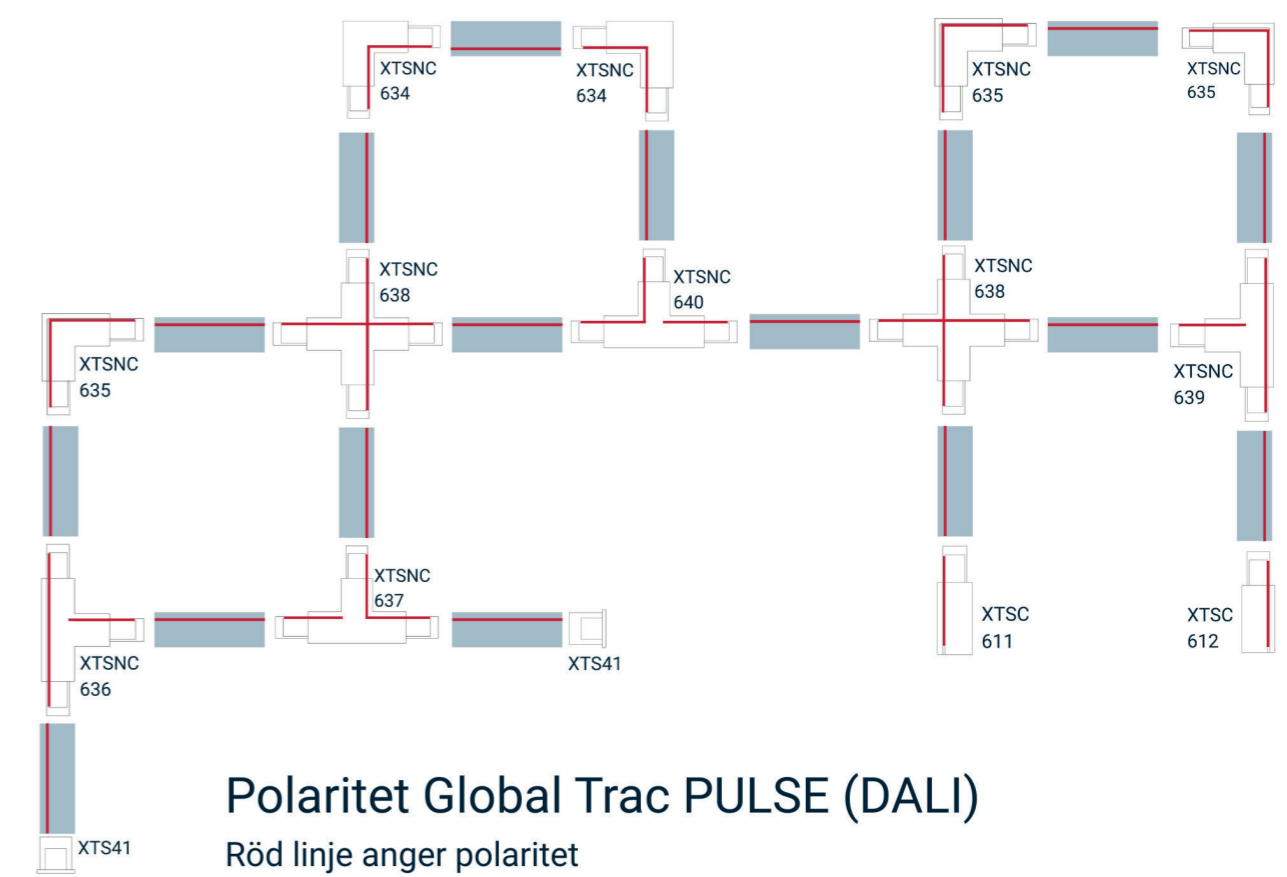 XTSNC
634
XTSNC
634
XTSNC
635
XTSNC
635
XTSNC
638
XTSNC
640
XTSNC
638
XTSNC
635
XTSNC
639
XTSNC
637
XTSNC
636
XTS41
XTSC
611
XTSC
612
Polaritet Global Trac PULSE (DALI)
Röd linje anger polaritet
XTS41